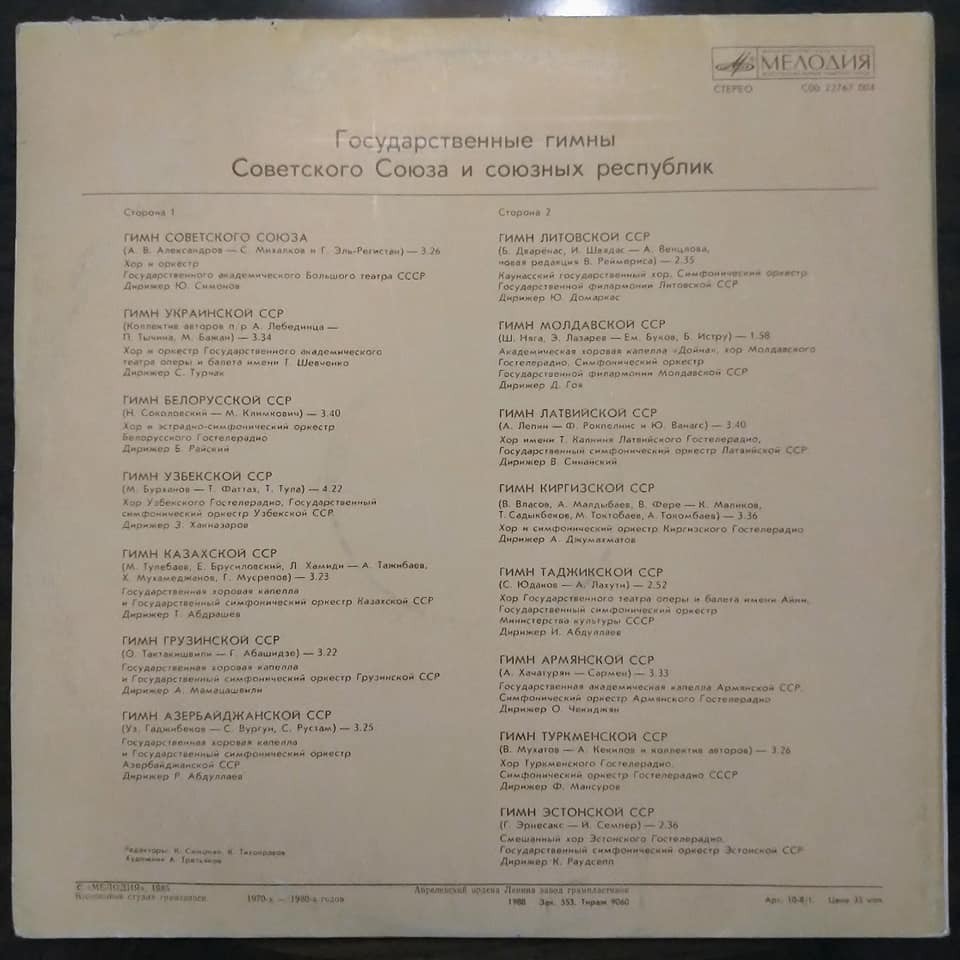 МЕЛОДИЯ
СТЕРЕО С00 22767 004
Государственные гимны
Советского Союза и союзных республик
Сторона 1
ГИМН СОВЕТСКОГО СОЮЗА
(А. В. Александров — С. Михалков и Г. Эль-Регистан) — 3.26
Хор и оркестр
Государственного академического Большого театра СССР
Дирижер Ю. Симонов
ГИМН УКРАИНСКОЙ ССР
(Коллектив авторов п/р А. Лебединца —
П. Тычина, М. Бажан) — 3.34
Хор и оркестр Государственного академического
театра оперы и балета имени Т. Шевченко
Дирижер С. Турчак
ГИМН БЕЛОРУССКОЙ ССР
(Н. Соколовский — М. Климкович) — 3.40
Хор и эстрадно-симфонический оркестр
Белорусского Гостелерадио
Дирижер Б. Райский
ГИМН УЗБЕКСКОЙ ССР
(М. Бурханов — Т. Фаттах, Т. Тула) — 4.22
Хор Узбекского Гостелерадио, Государственный
симфонический оркестр Узбекской ССР
Дирижер З. Хакназаров
ГИМН КАЗАХСКОЙ ССР
(М. Тулебаев, Е. Брусиловский, Л. Хамиди — А. Тажибаев,
Х. Мухамеджанов, Г. Мусрепов) — 3.23
Государственная хоровая капелла
и Государственный симфонический оркестр Казахской ССР
Дирижер Т. Абдрашев
ГИМН ГРУЗИНСКОЙ ССР
(О. Тактакишвили — Г. Абашидзе) — 3.22
Государственная хоровая капелла
и Государственный симфонический оркестр Грузинской ССР
Дирижер А. Мамацашвили
ГИМН АЗЕРБАЙДЖАНСКОЙ ССР
(Уз. Гаджибеков — С. Вургун, С. Рустам) — 3.25
Государственная хоровая капелла
и Государственный симфонический оркестр
Азербайджанской ССР
Дирижер Р. Абдуллаев
Редакторы: К. Тихонравов
Художник А. Третьяков
Сторона 2
ГИМН ЛИТОВСКОЙ ССР
(Б. Дварёнас, И. Швядас — А. Венцлова,
новая редакция В. Реймериса) — 2.35
Каунасский государственный хор, Симфонический оркестр
Государственной филармонии Литовской ССР
Дирижер Ю. Домаркас
ГИМН МОЛДАВСКОЙ ССР
(Ш. Няга, Э. Лазарев — Ем. Буков, Б. Истру) — 1.58
Академическая хоровая капелла «Дойна», хор Молдавского
Гостелерадио, Симфонический оркестр
Государственной филармонии Молдавской ССР
Дирижер Д. Гоя
ГИМН ЛАТВИЙСКОЙ ССР
(А. Лепин — Ф. Рокпелнис и Ю. Ванагс) — 3.40
Хор имени Т. Калниня Латвийского Гостелерадио,
Государственный симфонический оркестр Латвийской ССР
Дирижер В. Синайский
ГИМН КИРГИЗСКОЙ ССР
(В. Власов, А. Малдыбаев, В. Фере — К. Маликов,
Т. Садыкбеков, М. Токтобаев, А. Токомбаев) — 3.36
Хор и симфонический оркестр Киргизского Гостелерадио
Дирижер А. Джумахматов
ГИМН ТАДЖИКСКОЙ ССР
(С. Юдаков — А. Лахути) — 2.52
Хор Государственного театра оперы и балета имени Айни,
Государственный симфонический оркестр
Министерства культуры СССР
Дирижер И. Абдуллаев
ГИМН АРМЯНСКОЙ ССР
(А. Хачатурян — Сармен) — 3.33
Государственная академическая капелла Армянской ССР,
Симфонический оркестр Армянского Гостелерадио
Дирижер О. Чекиджян
ГИМН ТУРКМЕНСКОЙ ССР
(В. Мухатов — А. Кекилов и коллектив авторов) — 3.26
Хор Туркменского Гостелерадио,
Симфонический оркестр Гостелерадио СССР
Дирижер Ф. Мансуров
ГИМН ЭСТОНСКОЙ ССР
(Г. Эрнесакс — И. Семпер) — 2.36
Смешанный хор Эстонского Гостелерадио,
Государственный симфонический оркестр Эстонской ССР
Дирижер К. Раудсепп
С «МЕЛОДИЯ», 1985
студия грамзаписи 1970-х — 1980-х годов
Апрелевский ордена Ленина завод грампластинок
1988 Зак. 553. Тираж 9060
Арт. 10-8/1. Цена 35 коп.